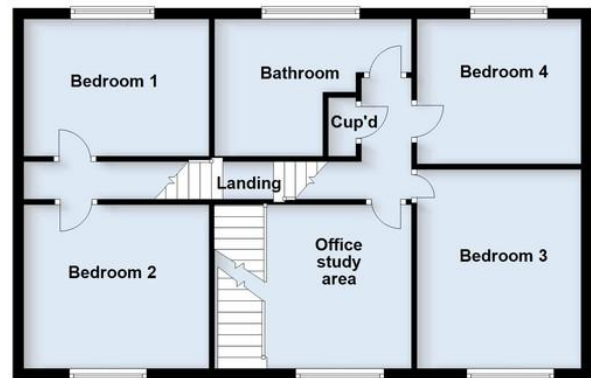 Bedroom 1
Bathroom
Bedroom 4
Cup'd
Landing
Bedroom 2
Office
study
area
Bedroom 3